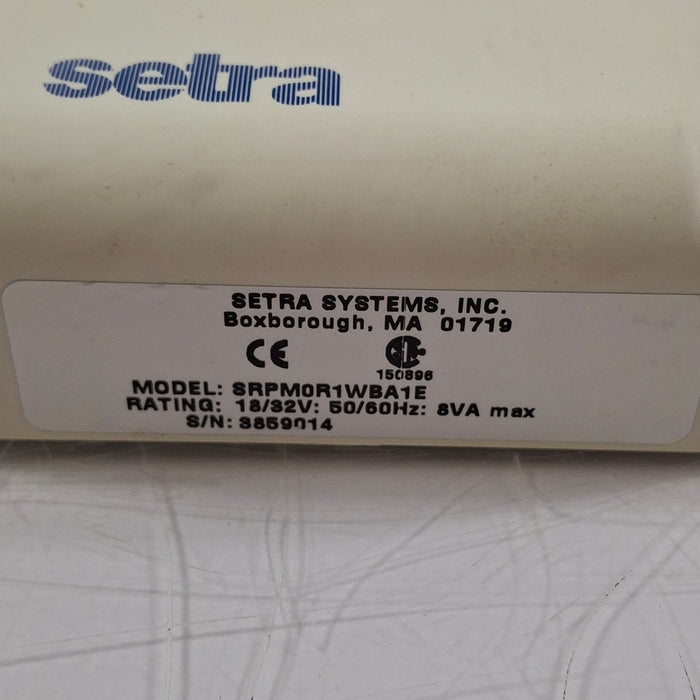 setra
SETRA SYSTEMS, INC.
Boxborough, MA 01719
CE
150896
MODEL: SRPM0R1WBA1E
RATING: 18/32V: 50/60Hz: 8VA max
S/N: 3859014